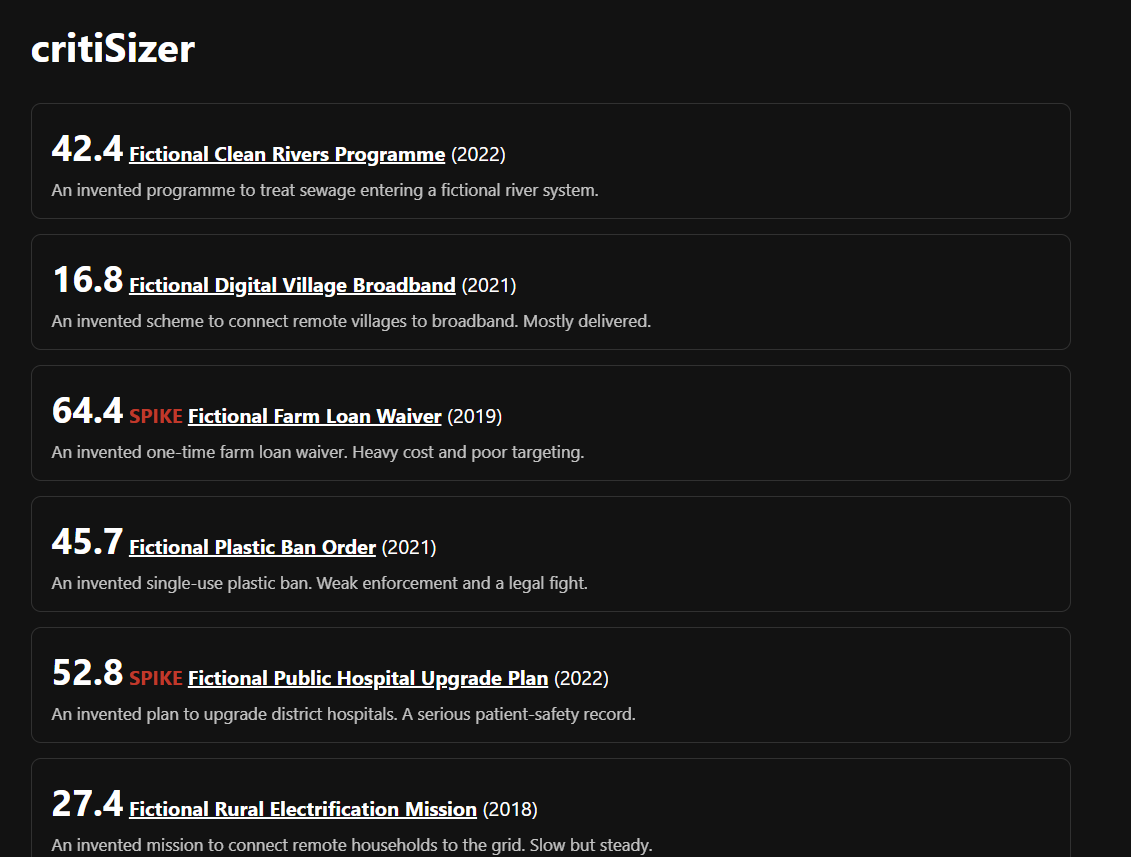 critiSizer
42.4 Fictional Clean Rivers Programme (2022)
An invented programme to treat sewage entering a fictional river system.
16.8 Fictional Digital Village Broadband (2021)
An invented scheme to connect remote villages to broadband. Mostly delivered.
64.4 SPIKE Fictional Farm Loan Waiver (2019)
An invented one-time farm loan waiver. Heavy cost and poor targeting.
45.7 Fictional Plastic Ban Order (2021)
An invented single-use plastic ban. Weak enforcement and a legal fight.
52.8 SPIKE Fictional Public Hospital Upgrade Plan (2022)
An invented plan to upgrade district hospitals. A serious patient-safety record.
27.4 Fictional Rural Electrification Mission (2018)
An invented mission to connect remote households to the grid. Slow but steady.